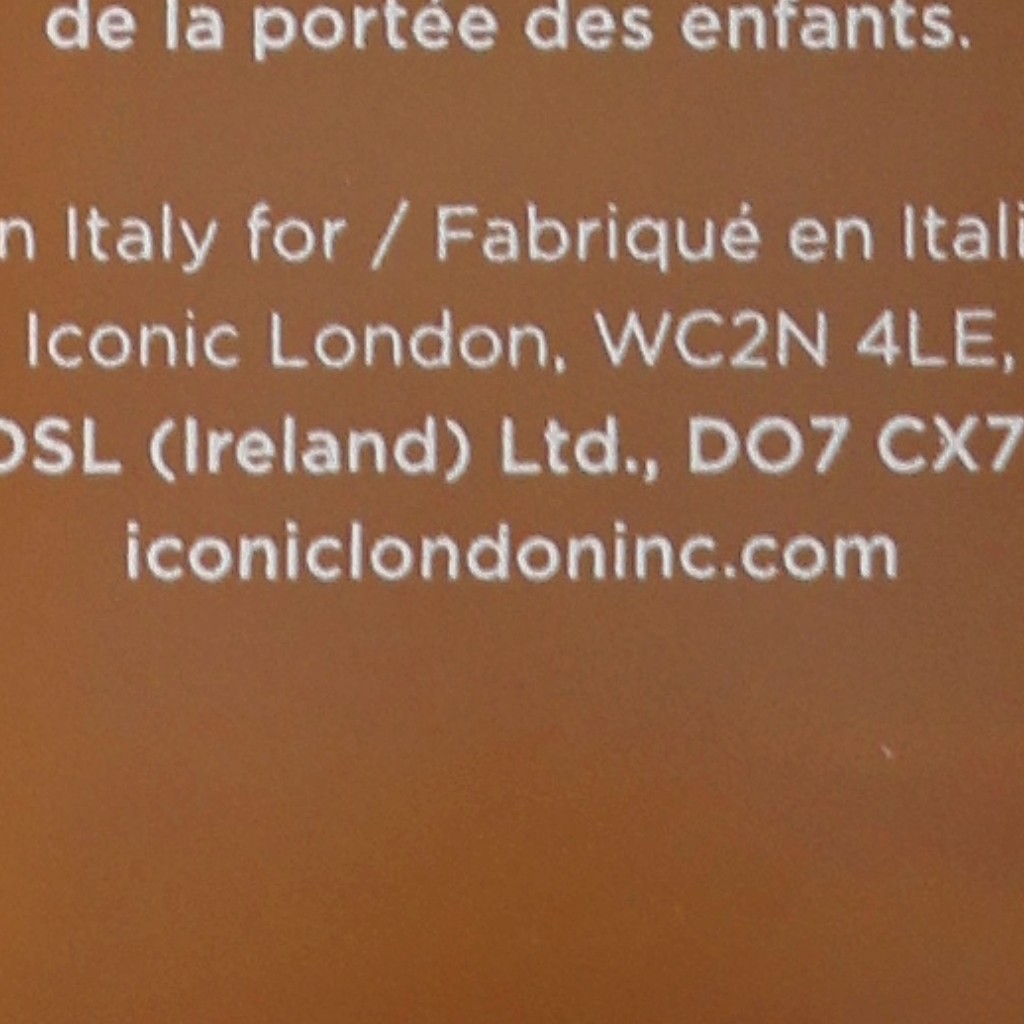 de la portée des enfants.
n Italy for / Fabriqué en Itali
Iconic London, WC2N 4LE,
OSL (Ireland) Ltd., DO7 CX7
iconiclondoninc.com